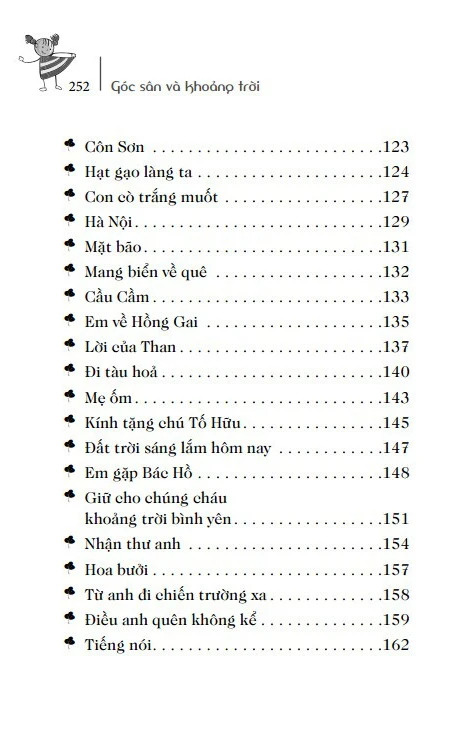 252 | Góc sân và khoảng trời
Côn Sơn . . . . . . . . . . . . . . . . . . . . . . . . . .123
Hạt gạo làng ta . . . . . . . . . . . . . . . . . . . . .124
Con cò trắng muốt . . . . . . . . . . . . . . . . . .127
Hà Nội . . . . . . . . . . . . . . . . . . . . . . . . . . . .129
Mặt bão . . . . . . . . . . . . . . . . . . . . . . . . . . .131
Mang biển về quê . . . . . . . . . . . . . . . . . . .132
Cầu Cầm . . . . . . . . . . . . . . . . . . . . . . . . . .133
Em về Hồng Gai . . . . . . . . . . . . . . . . . . . .135
Lời của Than . . . . . . . . . . . . . . . . . . . . . . .137
Đi tàu hoả . . . . . . . . . . . . . . . . . . . . . . . . .140
Mẹ ốm . . . . . . . . . . . . . . . . . . . . . . . . . . . .143
Kính tặng chú Tố Hữu . . . . . . . . . . . . . . . .145
Đất trời sáng lắm hôm nay . . . . . . . . . . . .147
Em gặp Bác Hồ . . . . . . . . . . . . . . . . . . . . .148
Giữ cho chúng cháu
khoảng trời bình yên . . . . . . . . . . . . . . . . .151
Nhận thư anh . . . . . . . . . . . . . . . . . . . . . .154
Hoa bưởi . . . . . . . . . . . . . . . . . . . . . . . . . .157
Từ anh đi chiến trường xa . . . . . . . . . . . . .158
Điều anh quên không kể . . . . . . . . . . . . . .159
Tiếng nói . . . . . . . . . . . . . . . . . . . . . . . . . .162